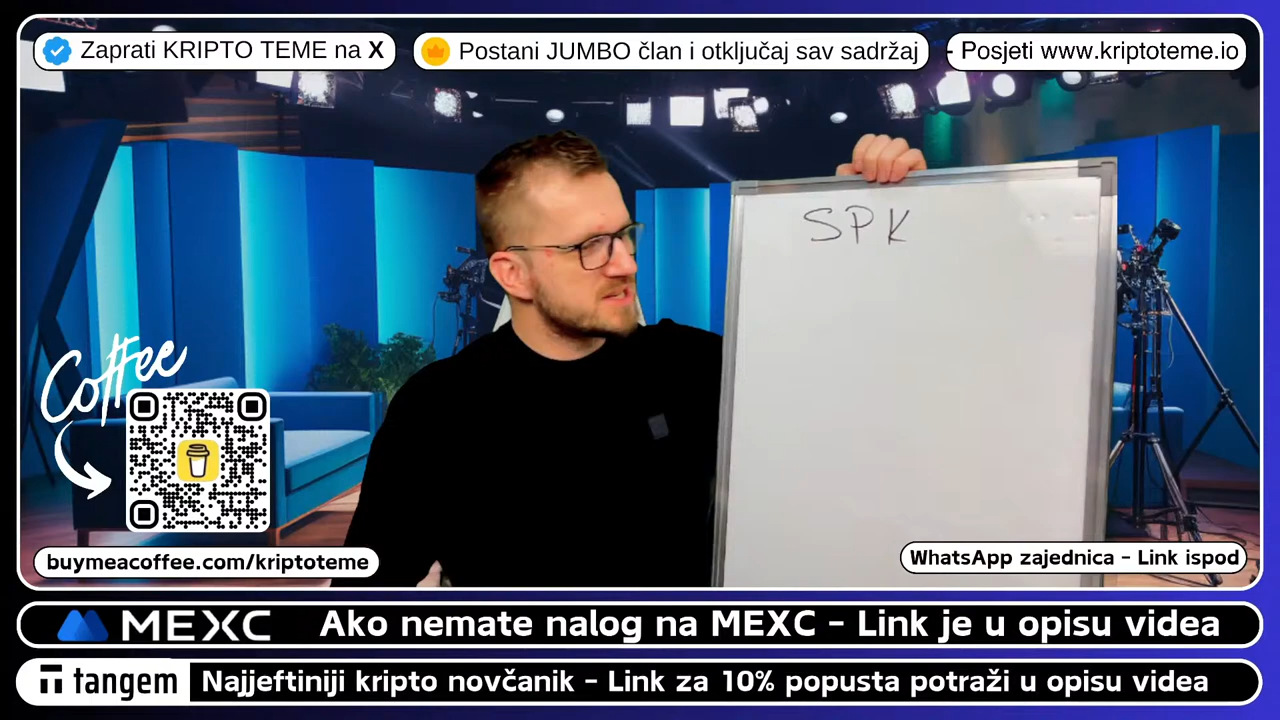 Zaprati KRIPTO TEME na X
Postani JUMBO član i otključaj sav sadržaj
- Posjeti www.kriptoteme.io
SPK
Coffee
buymeacoffee.com/kriptoteme
WhatsApp zajednica - Link ispod
MEXC
Ako nemate nalog na MEXC - Link je u opisu videa
tangem
Najjeftiniji kripto novčanik - Link za 10% popusta potraži u opisu videa